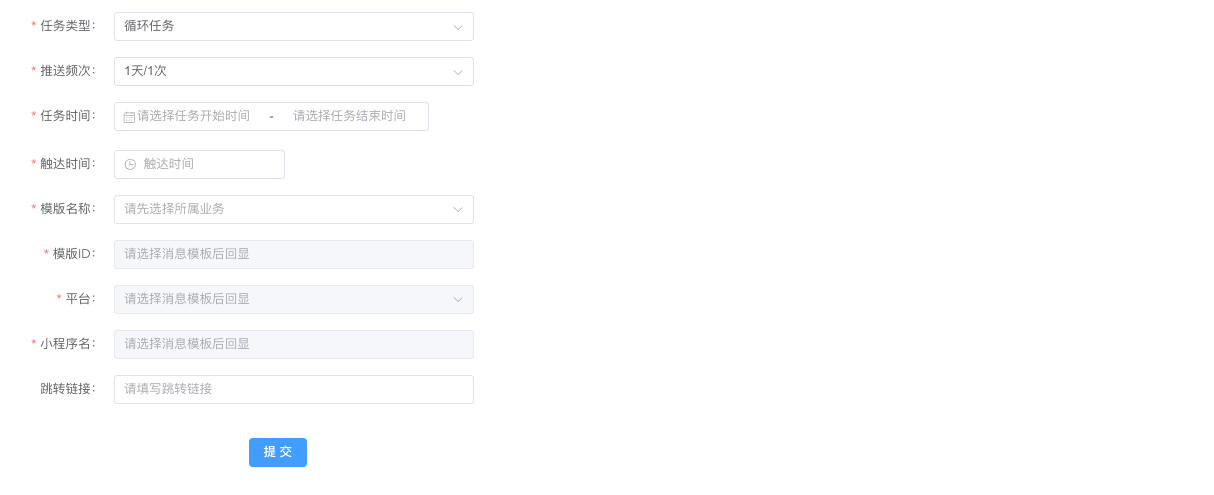 * 任务类型： 循环任务
* 推送频次： 1天/1次
* 任务时间： 请选择任务开始时间 - 请选择任务结束时间
* 触达时间： 触达时间
* 模版名称： 请先选择所属业务
* 模版ID： 请选择消息模板后回显
* 平台： 请选择消息模板后回显
* 小程序名： 请选择消息模板后回显
跳转链接： 请填写跳转链接
提 交